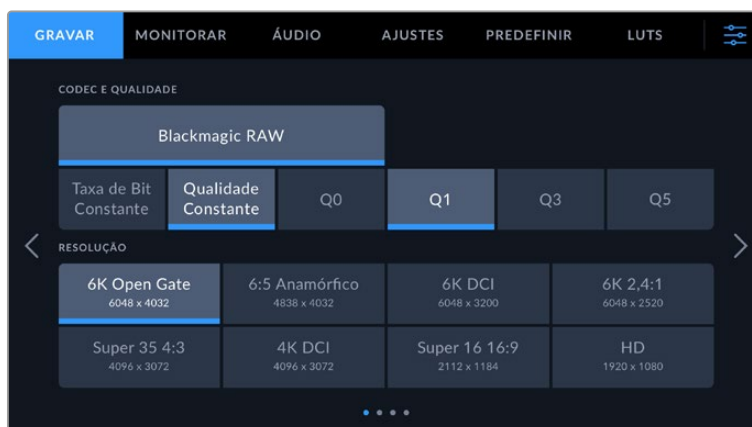 GRAVAR MONITORAR ÁUDIO AJUSTES PREDEFINIR LUTS
CODEC E QUALIDADE
Blackmagic RAW
Taxa de Bit
Constante
Qualidade
Constante
Q0
Q1
Q3
Q5
RESOLUÇÃO
6K Open Gate
6048 x 4032
6:5 Anamórfico
4838 x 4032
6K DCI
6048 x 3200
6K 2,4:1
6048 x 2520
Super 35 4:3
4096 x 3072
4K DCI
4096 x 3072
Super 16 16:9
2112 x 1184
HD
1920 x 1080